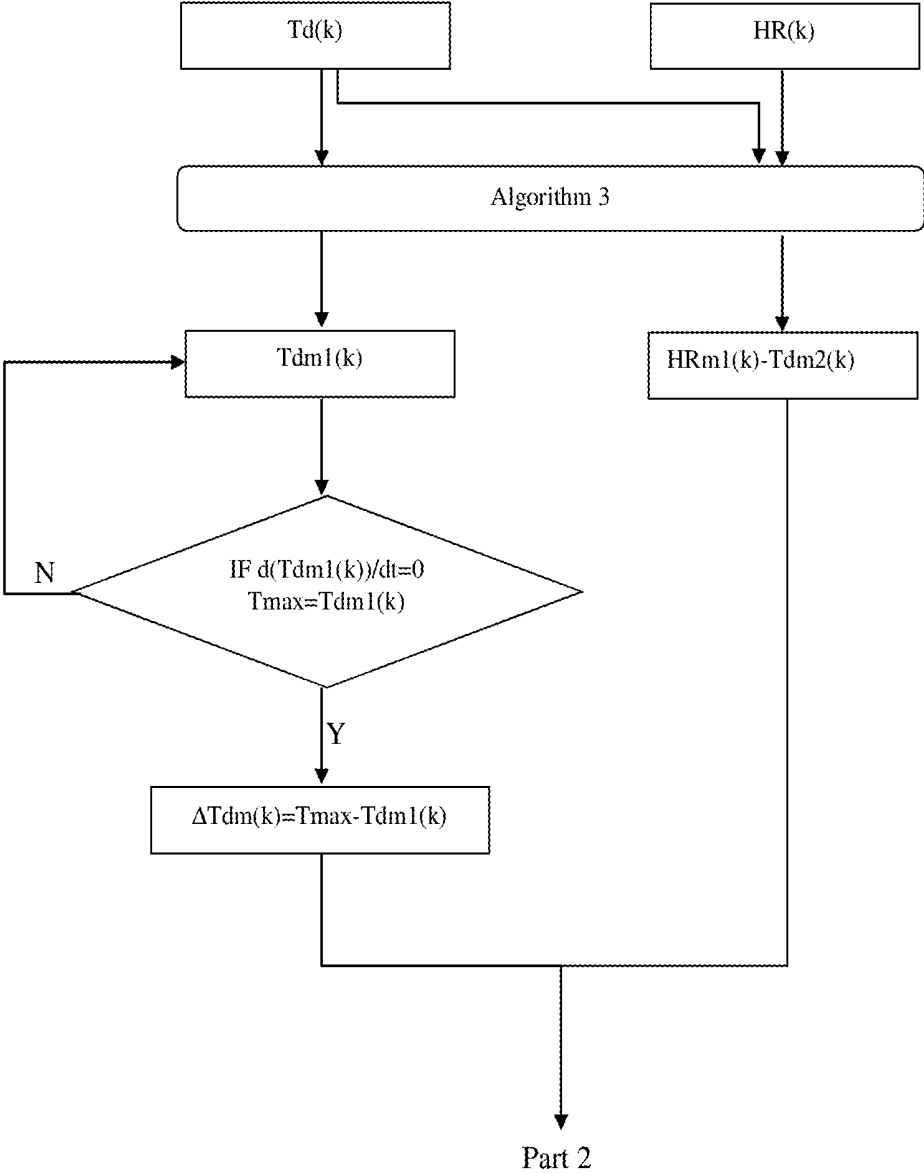 Td(k)
HR(k)
Algorithm 3
Tdm1(k)
HRm1(k)-Tdm2(k)
N
IF d(Tdm1(k))/dt=0
Tmax=Tdm1(k)
Y
ΔTdm(k)=Tmax-Tdm1(k)
Part 2